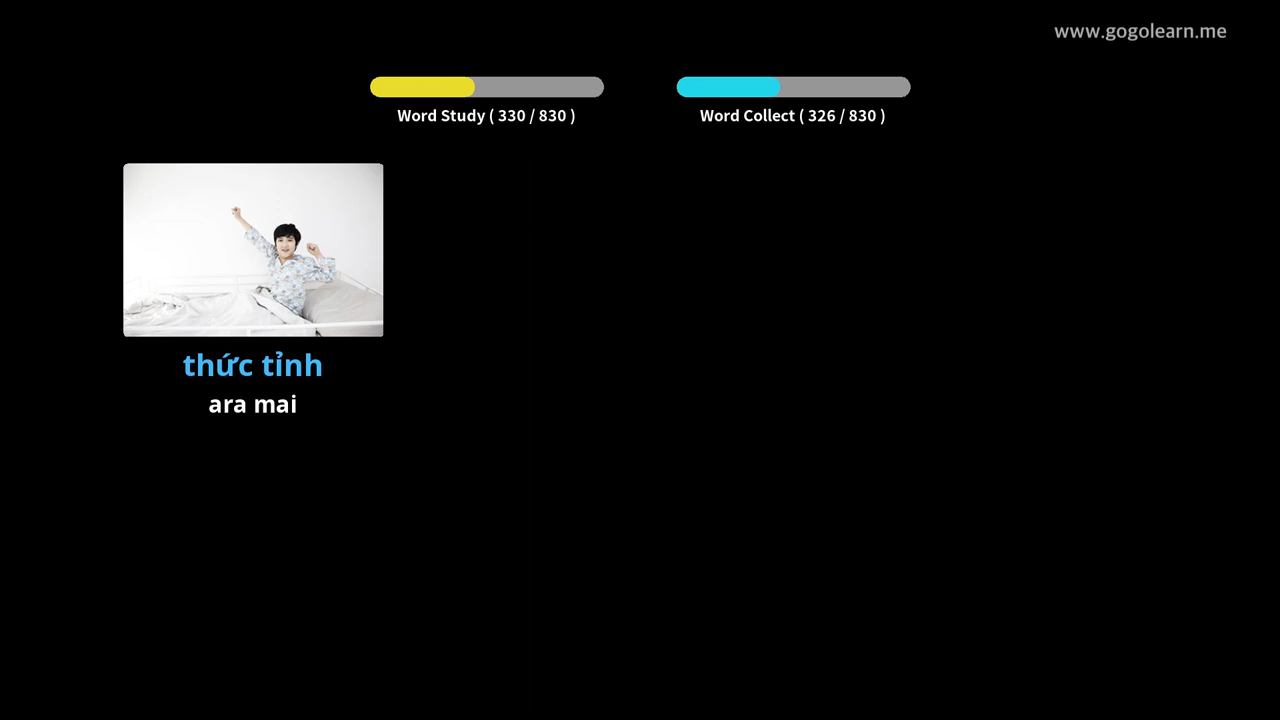 www.gogolearn.me
Word Study ( 330 / 830 )
Word Collect ( 326 / 830 )
thức tỉnh
ara mai